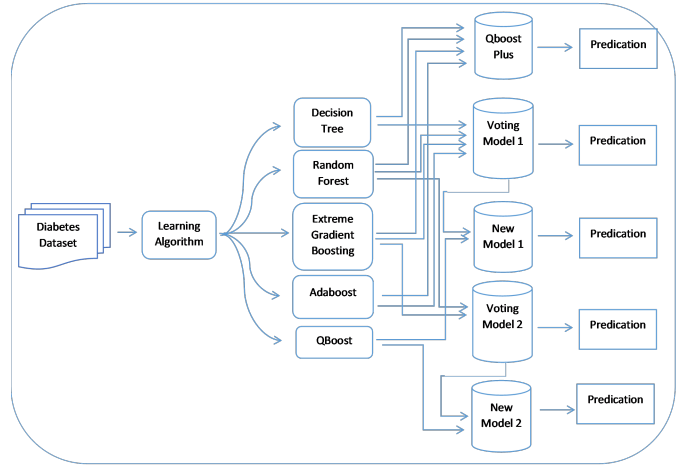 Diabetes
Dataset
Learning
Algorithm
Decision
Tree
Random
Forest
Extreme
Gradient
Boosting
Adaboost
QBoost
Qboost
Plus
Voting
Model 1
New
Model 1
Voting
Model 2
New
Model 2
Predication
Predication
Predication
Predication
Predication